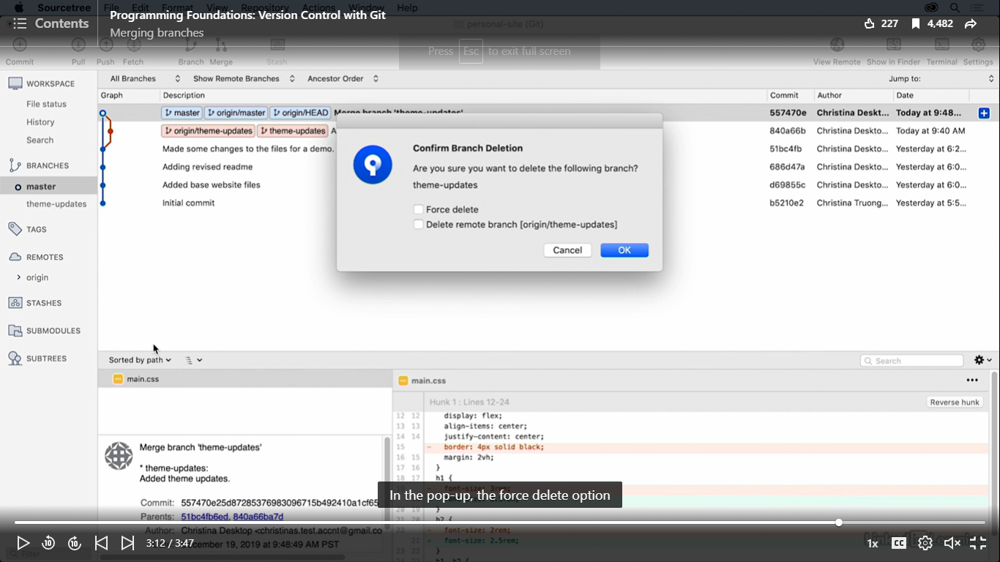 Sourcetree File Edit Format View Repository Actions Window Help
Programming Foundations: Version Control with Git
Contents
Merging branches
227
4,482
personal-site (Git)
Press Esc to exit full screen
Commit Pull Push Fetch Branch Merge Stash View Remote Show in Finder Terminal Settings
WORKSPACE
File status
History
Search
BRANCHES
master
theme-updates
TAGS
REMOTES
origin
STASHES
SUBMODULES
SUBTREES
Filter
All Branches Show Remote Branches Ancestor Order Jump to:
Graph Description Commit Author Date
master origin/master origin/HEAD Merge branch 'theme-updates' 557470e Christina Deskt... Today at 9:48...
origin/theme-updates theme-updates A 840a66b Christina Deskto... Today at 9:40 AM
Made some changes to the files for a demo. 51bc4fb Christina Deskto... Yesterday at 6:2...
Adding revised readme 686d47a Christina Deskto... Yesterday at 6:0...
Added base website files d69855c Christina Deskto... Yesterday at 6:0...
Initial commit b5210e2 Christina Truong... Yesterday at 5:5...
Confirm Branch Deletion
Are you sure you want to delete the following branch?
theme-updates
Force delete
Delete remote branch [origin/theme-updates]
Cancel OK
Sorted by path
Search
main.css
Merge branch 'theme-updates'
* theme-updates:
Added theme updates.
Commit: 557470e25d87285376983096715b492410a1cf65
Parents: 51bc4fb6ed, 840a66ba7d
Author: Christina Desktop <christinas.test.accnt@gmail.co
cember 19, 2019 at 9:48:49 AM PST
main.css
Hunk 1 : Lines 12-24
Reverse hunk
12 12 display: flex;
13 13 align-items: center;
14 14 justify-content: center;
15 - border: 4px solid black;
16 15 margin: 2vh;
17 16 }
18 17 h1 {
19 - font-size: 3rem;
20 19 }
21 20 h2 {
22 - font-size: 2rem;
21 + font-size: 2.5rem;
23 22 }
In the pop-up, the force delete option
3:12 / 3:47
1x
CC